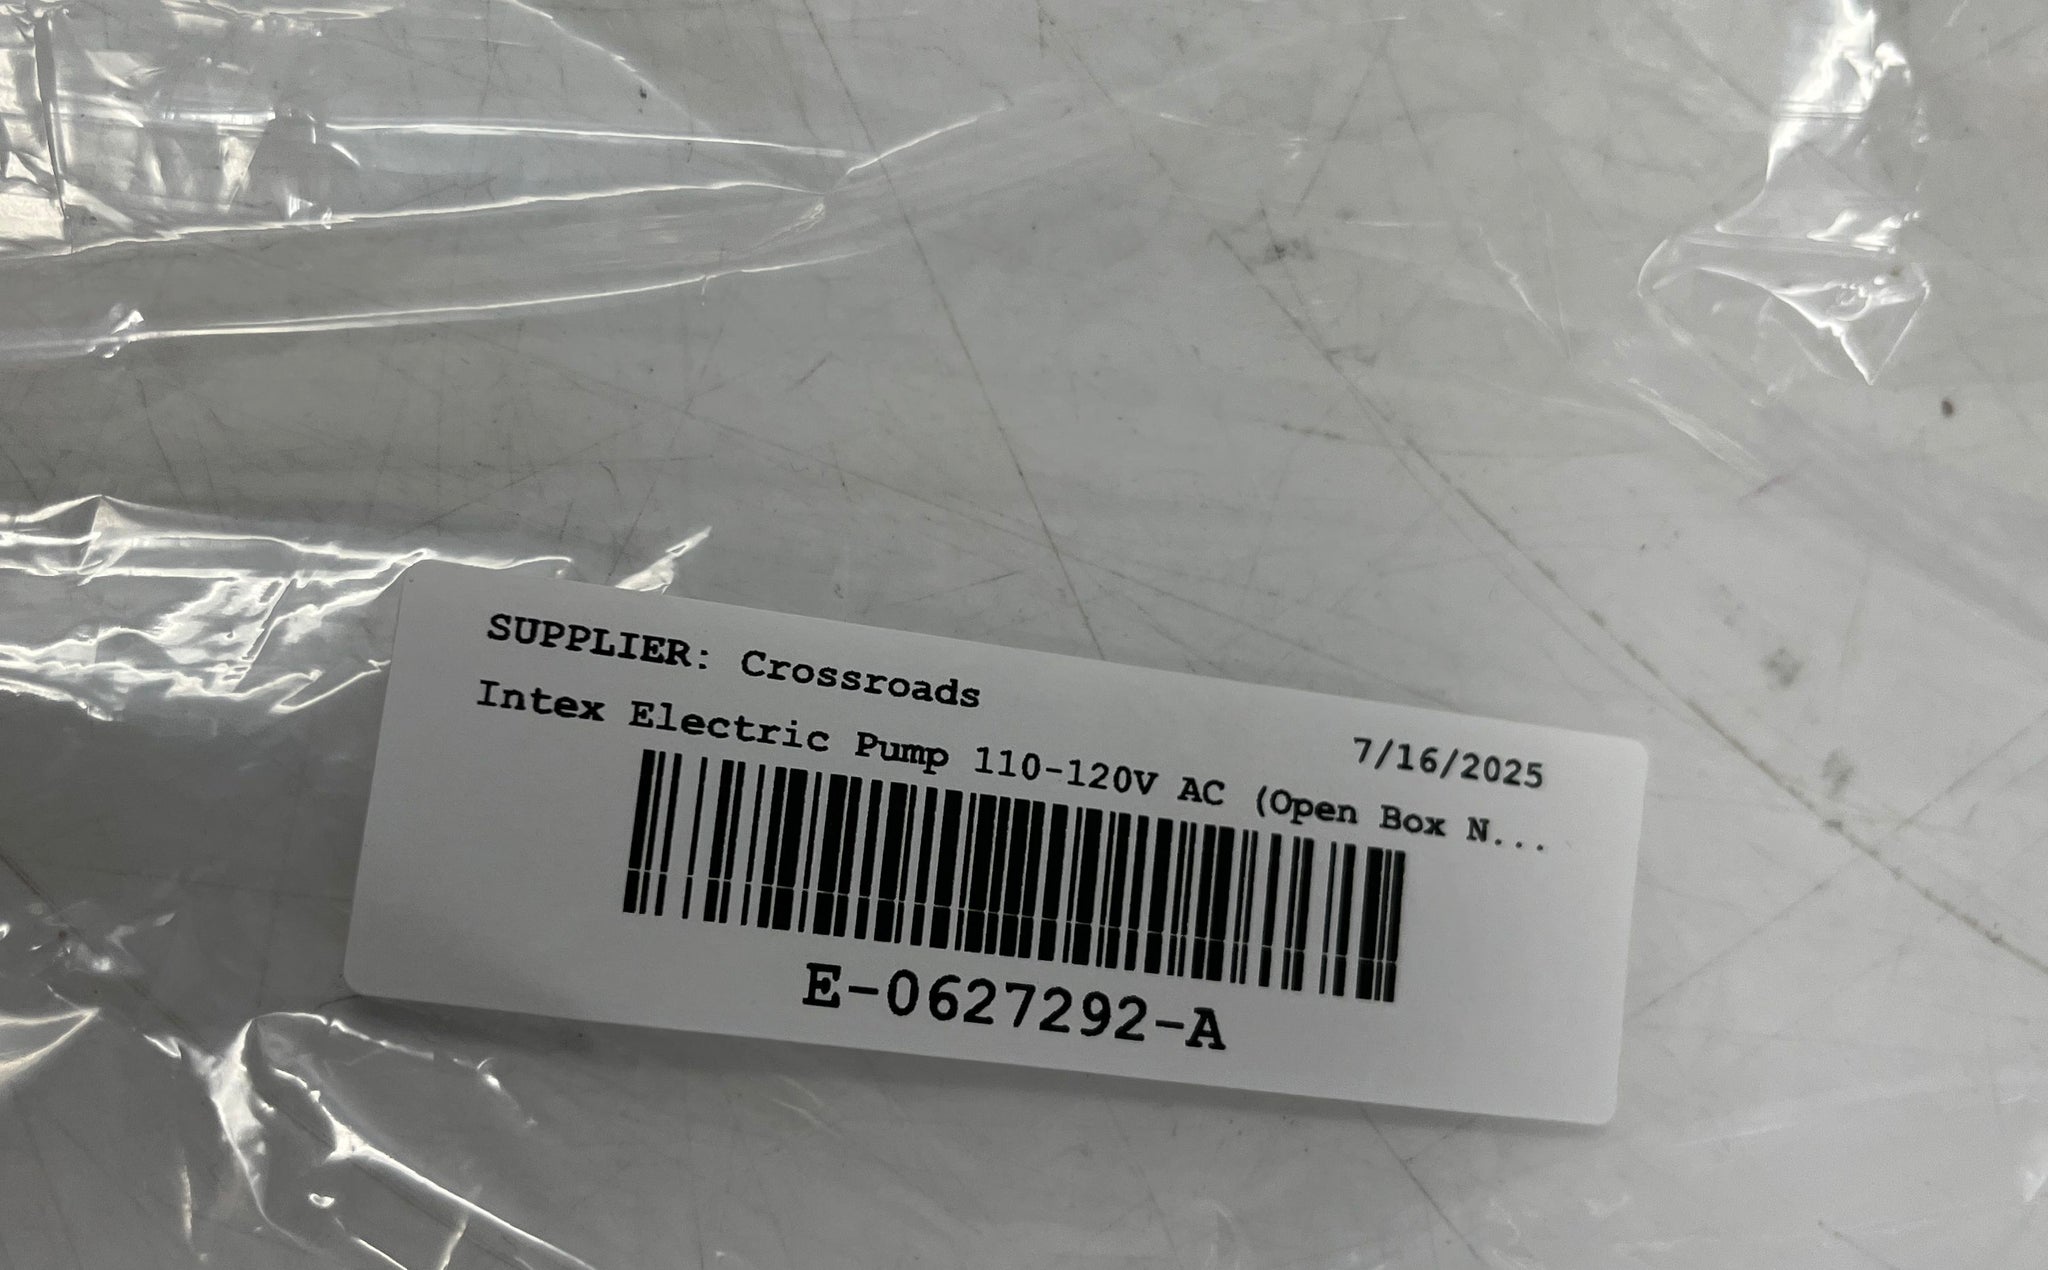 SUPPLIER: Crossroads
7/16/2025
Intex Electric Pump 110-120V AC (Open Box N...
E-0627292-A